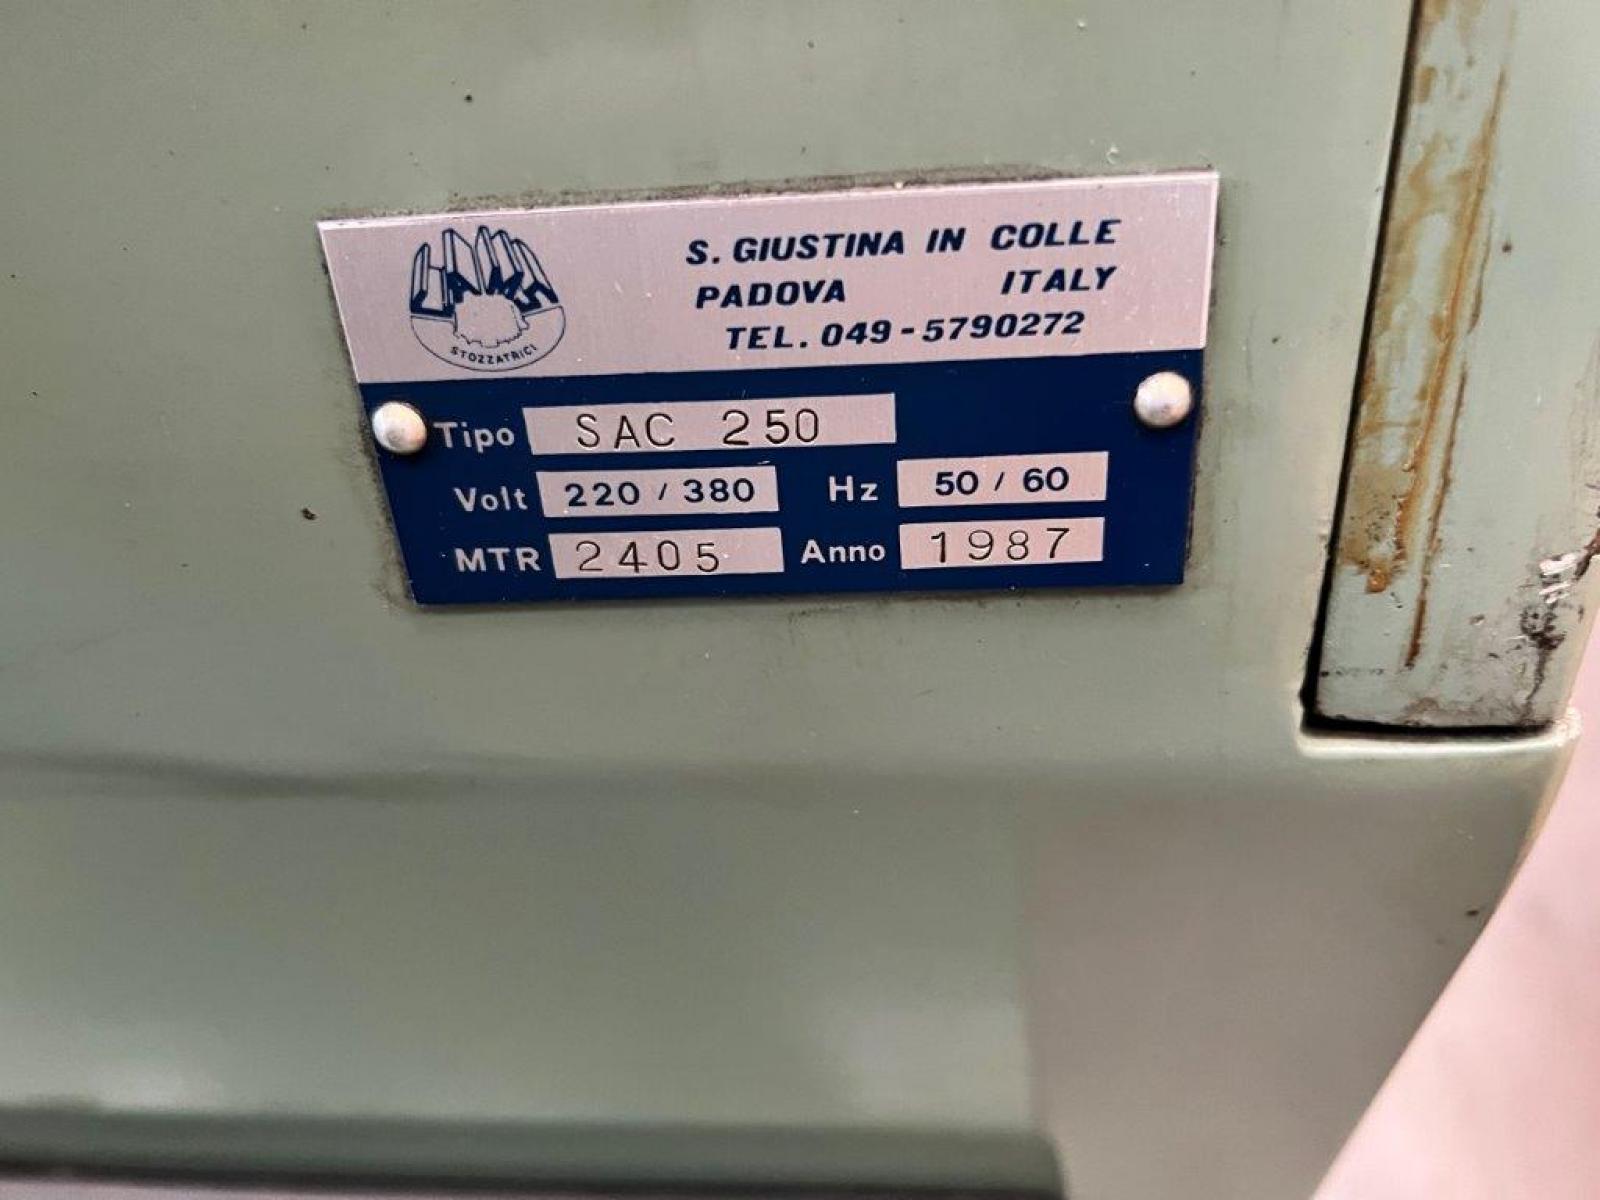 LAMS
STOZZATRICI
S. GIUSTINA IN COLLE
PADOVA ITALY
TEL. 049-5790272
Tipo SAC 250
Volt 220 / 380 Hz 50 / 60
MTR 2405 Anno 1987